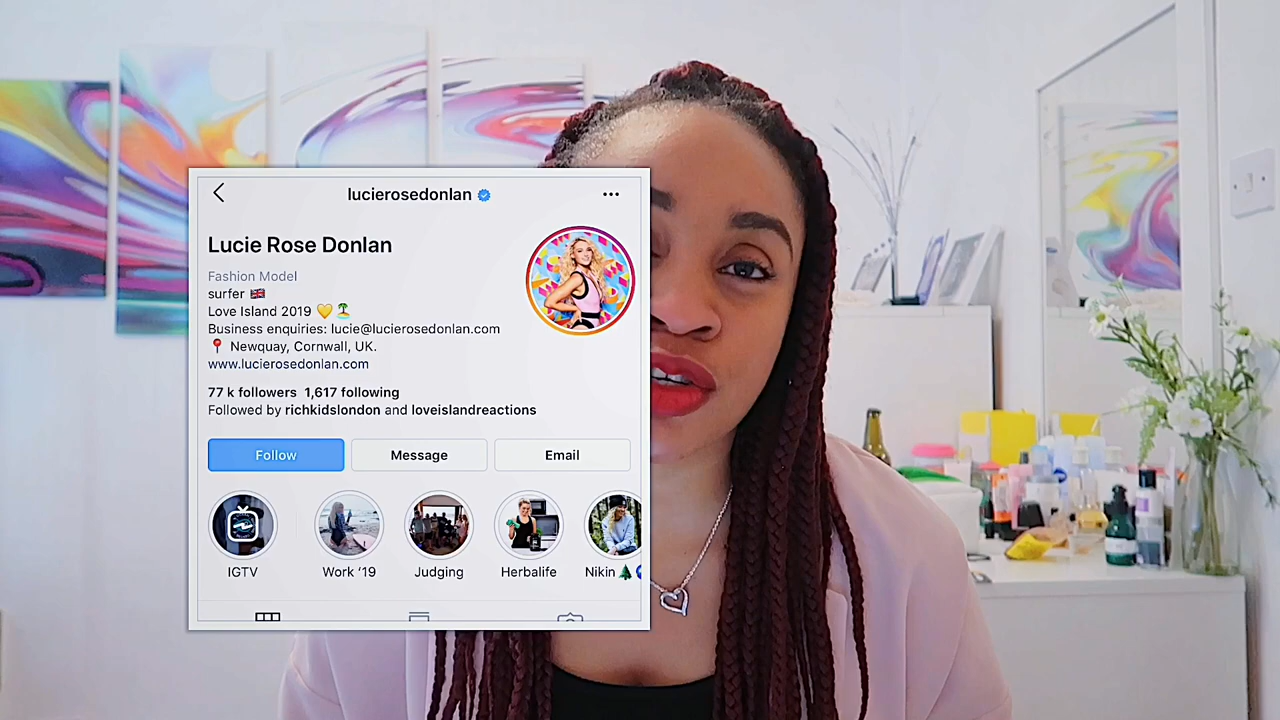 lucierosedonlan
Lucie Rose Donlan
Fashion Model
surfer 🇬🇧
Love Island 2019 💛 🏝️
Business enquiries: lucie@lucierosedonlan.com
📍 Newquay, Cornwall, UK.
www.lucierosedonlan.com
77 k followers 1,617 following
Followed by richkidslondon and loveislandreactions
Follow Message Email
IGTV Work ‘19 Judging Herbalife Nikin 🌲